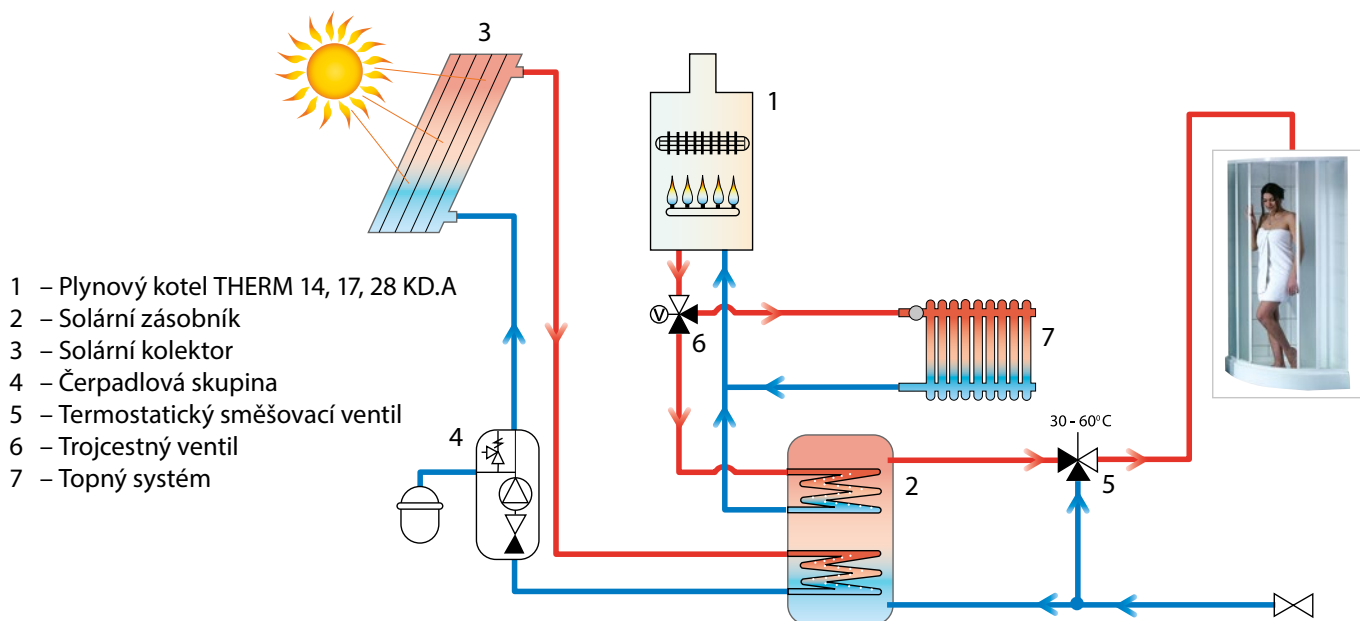 3
1
1 – Plynový kotel THERM 14, 17, 28 KD.A
2 – Solární zásobník
3 – Solární kolektor
4 – Čerpadlová skupina
5 – Termostatický směšovací ventil
6 – Trojcestný ventil
7 – Topný systém
V
6
7
4
30 - 60⁰ C
2
5